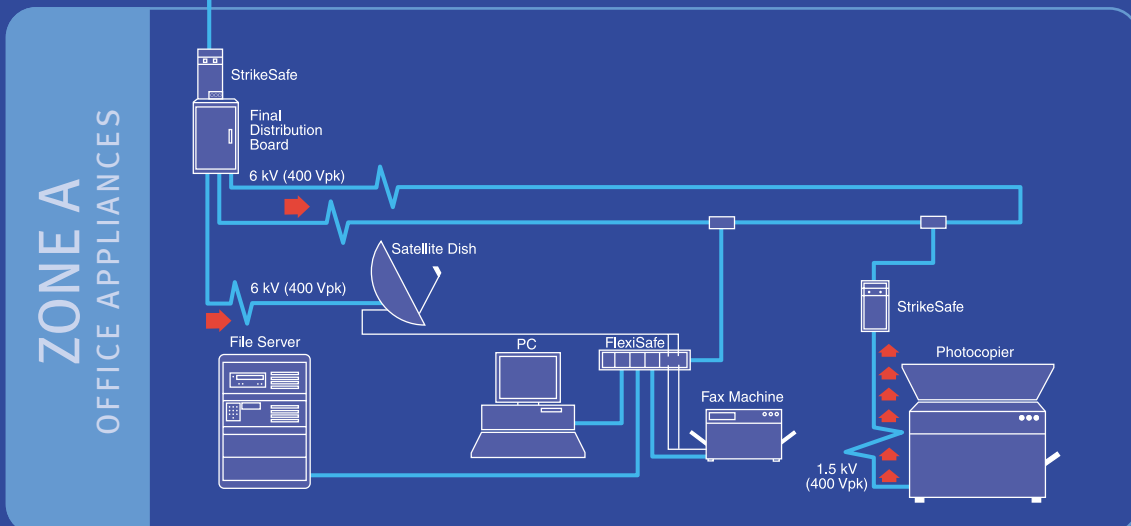 ZONE A
OFFICE APPLIANCES
StrikeSafe
Final
Distribution
Board
6 kV (400 Vpk)
Satellite Dish
6 kV (400 Vpk)
StrikeSafe
File Server
PC
FlexiSafe
Photocopier
Fax Machine
1.5 kV
(400 Vpk)